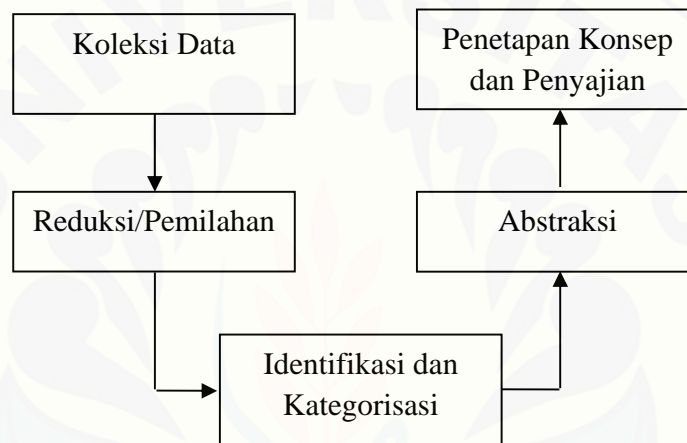 Koleksi Data
Penetapan Konsep
dan Penyajian
Reduksi/Pemilahan
Abstraksi
Identifikasi dan
Kategorisasi